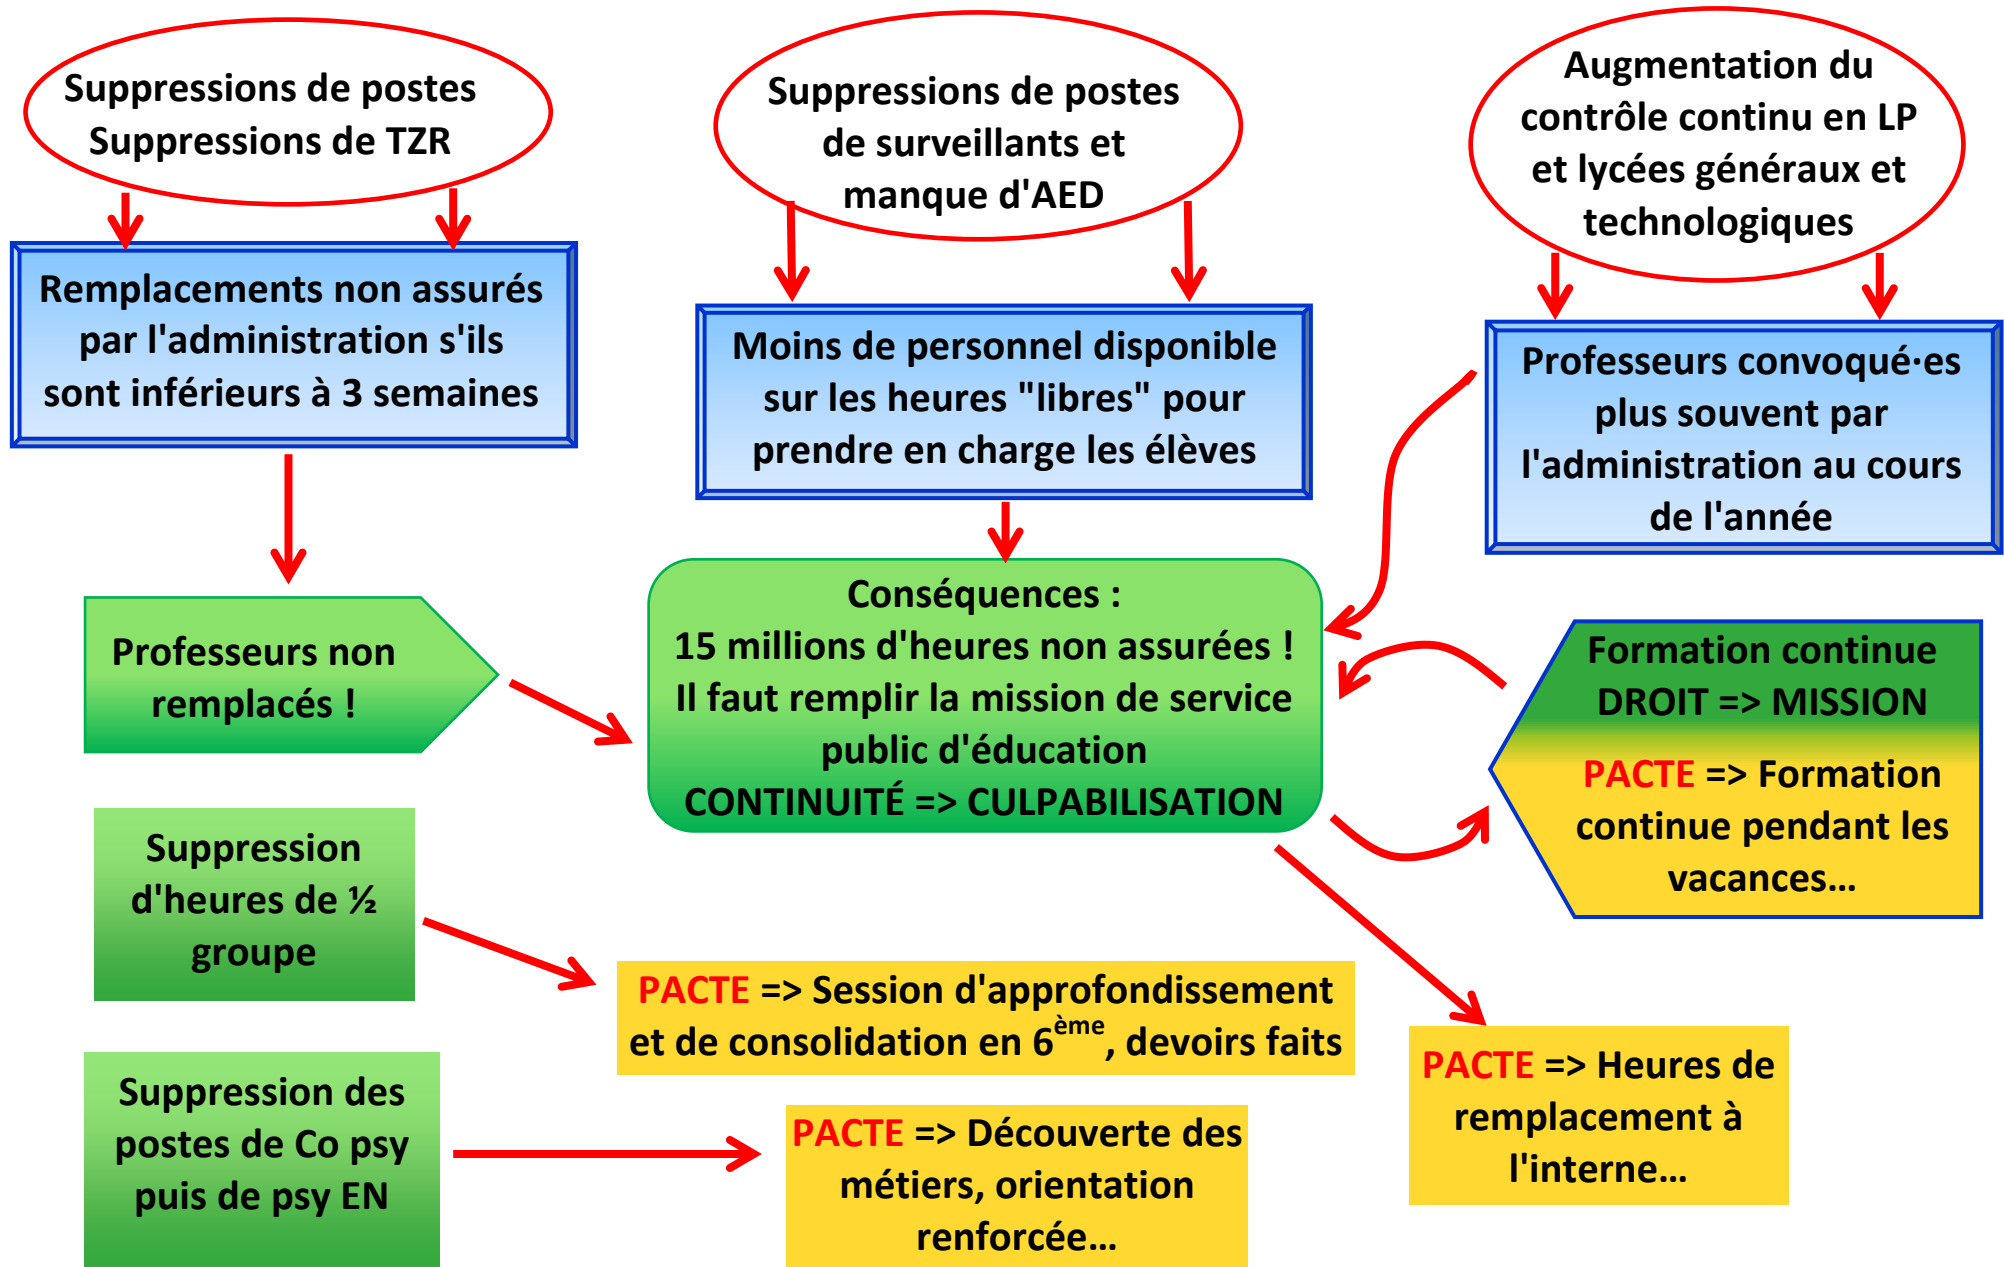 Suppressions de postes
Suppressions de TZR
Suppressions de postes
de surveillants et
manque d'AED
Augmentation du
contrôle continu en LP
et lycées généraux et
technologiques
Remplacements non assurés
par l'administration s'ils
sont inférieurs à 3 semaines
Moins de personnel disponible
sur les heures "libres" pour
prendre en charge les élèves
Professeurs convoqué·es
plus souvent par
l'administration au cours
de l'année
Professeurs non
remplacés !
Conséquences :
15 millions d'heures non assurées !
Il faut remplir la mission de service
public d'éducation
CONTINUITÉ => CULPABILISATION
Formation continue
DROIT => MISSION
PACTE => Formation
continue pendant les
vacances…
Suppression
d'heures de ½
groupe
PACTE => Session d'approfondissement
et de consolidation en 6ème, devoirs faits
Suppression des
postes de Co psy
puis de psy EN
PACTE => Découverte des
métiers, orientation
renforcée…
PACTE => Heures de
remplacement à
l'interne…